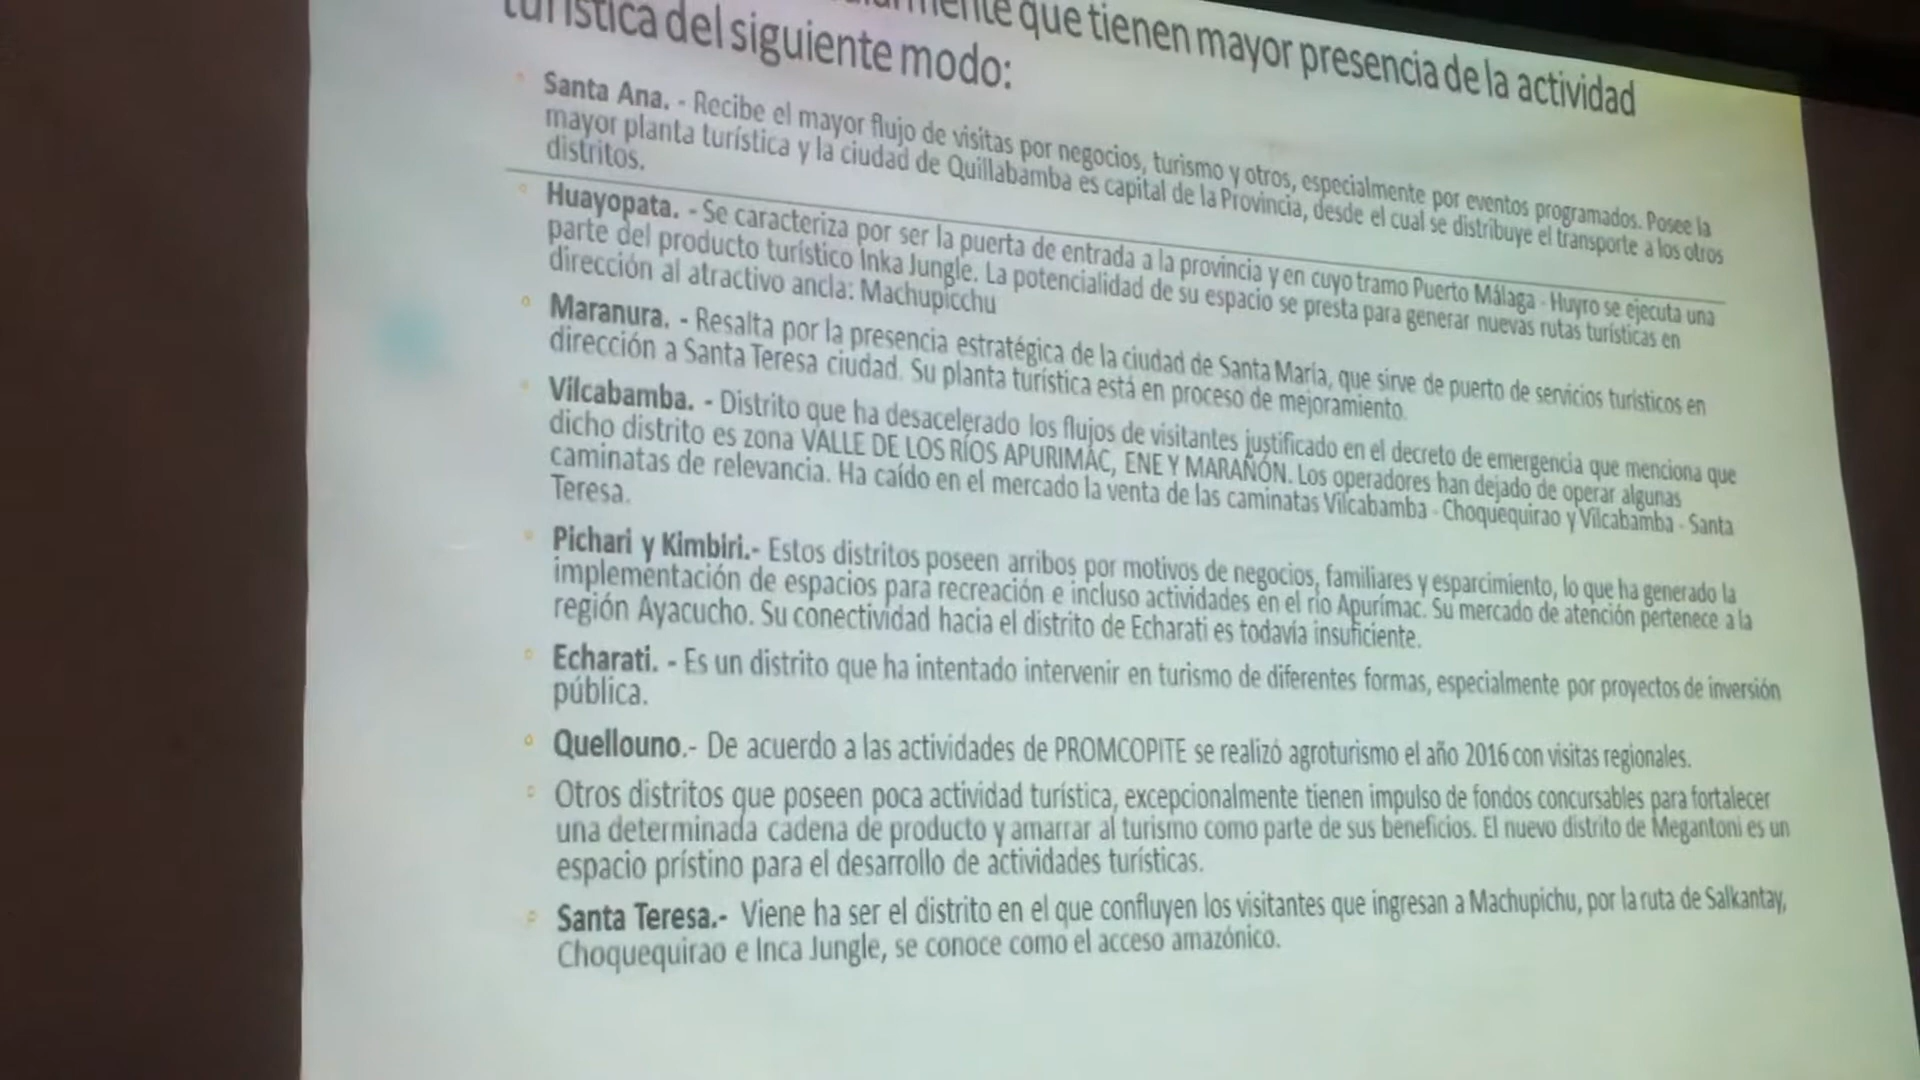 que tienen mayor presencia de la actividad
turística del siguiente modo:
Santa Ana. - Recibe el mayor flujo de visitas por negocios, turismo y otros, especialmente por eventos programados. Posee la
mayor planta turística y la ciudad de Quillabamba es capital de la Provincia, desde el cual se distribuye el transporte a los otros
distritos.
Huayopata. - Se caracteriza por ser la puerta de entrada a la provincia y en cuyo tramo Puerto Málaga - Huyro se ejecuta una
parte del producto turístico Inka Jungle. La potencialidad de su espacio se presta para generar nuevas rutas turísticas en
dirección al atractivo ancla: Machupicchu
Maranura. - Resalta por la presencia estratégica de la ciudad de Santa María, que sirve de puerto de servicios turísticos en
dirección a Santa Teresa ciudad. Su planta turística está en proceso de mejoramiento.
Vilcabamba. - Distrito que ha desacelerado los flujos de visitantes justificado en el decreto de emergencia que menciona que
dicho distrito es zona VALLE DE LOS RÍOS APURIMAC, ENE Y MARAÑÓN. Los operadores han dejado de operar algunas
caminatas de relevancia. Ha caído en el mercado la venta de las caminatas Vilcabamba - Choquequirao y Vilcabamba - Santa
Teresa.
Pichari y Kimbiri.- Estos distritos poseen arribos por motivos de negocios, familiares y esparcimiento, lo que ha generado la
implementación de espacios para recreación e incluso actividades en el río Apurímac. Su mercado de atención pertenece a la
región Ayacucho. Su conectividad hacia el distrito de Echarati es todavía insuficiente.
Echarati. - Es un distrito que ha intentado intervenir en turismo de diferentes formas, especialmente por proyectos de inversión
pública.
Quellouno.- De acuerdo a las actividades de PROMCOPITE se realizó agroturismo el año 2016 con visitas regionales.
Otros distritos que poseen poca actividad turística, excepcionalmente tienen impulso de fondos concursables para fortalecer
una determinada cadena de producto y amarrar al turismo como parte de sus beneficios. El nuevo distrito de Megantoni es un
espacio prístino para el desarrollo de actividades turísticas.
Santa Teresa.- Viene ha ser el distrito en el que confluyen los visitantes que ingresan a Machupichu, por la ruta de Salkantay,
Choquequirao e Inca Jungle, se conoce como el acceso amazónico.